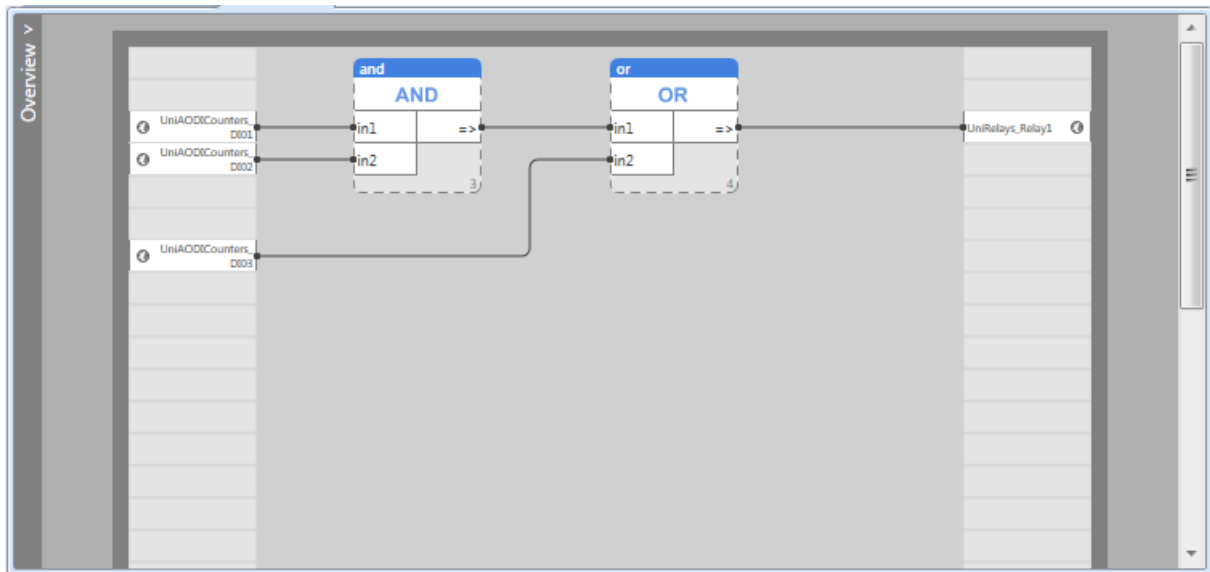 Overview >
and
AND
in1
=>
in2
3
or
OR
in1
=>
in2
4
UniAODICounters_
DI01
UniAODICounters_
DI02
UniAODICounters_
DI03
UniRelays_Relay1